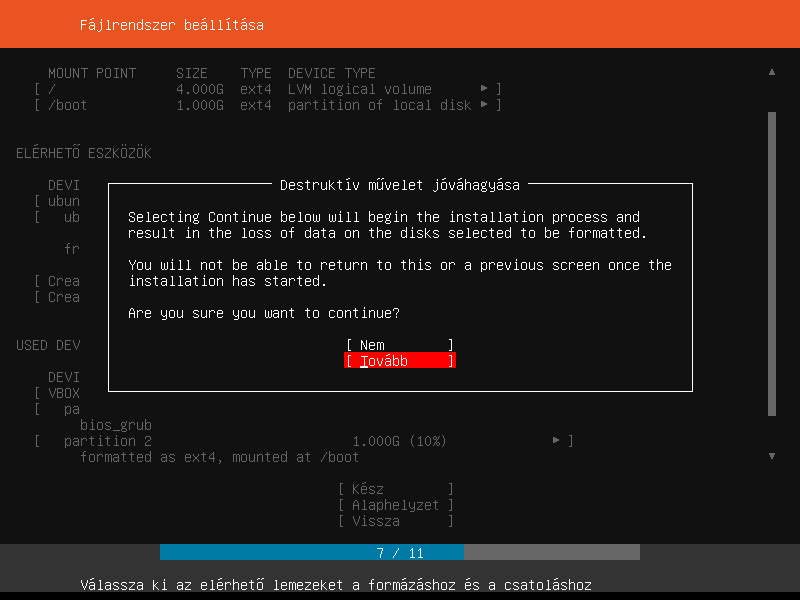 Fájlrendszer beállítása
MOUNT POINT SIZE TYPE DEVICE TYPE
[ / 4.000G ext4 LVM logical volume ▸ ]
[ /boot 1.000G ext4 partition of local disk ▸ ]
ELÉRHETŐ ESZKÖZÖK
DEVI
[ ubun
[ ub
fr
[ Crea
[ Crea
Destruktív művelet jóváhagyása
Selecting Continue below will begin the installation process and
result in the loss of data on the disks selected to be formatted.
You will not be able to return to this or a previous screen once the
installation has started.
Are you sure you want to continue?
[ Nem ]
[ Tovább ]
USED DEV
DEVI
[ VBOX
[ pa
bios_grub
[ partition 2 1.000G (10%) ▸ ]
formatted as ext4, mounted at /boot
[ Kész ]
[ Alaphelyzet ]
[ Vissza ]
7 / 11
Válassza ki az elérhető lemezeket a formázáshoz és a csatoláshoz